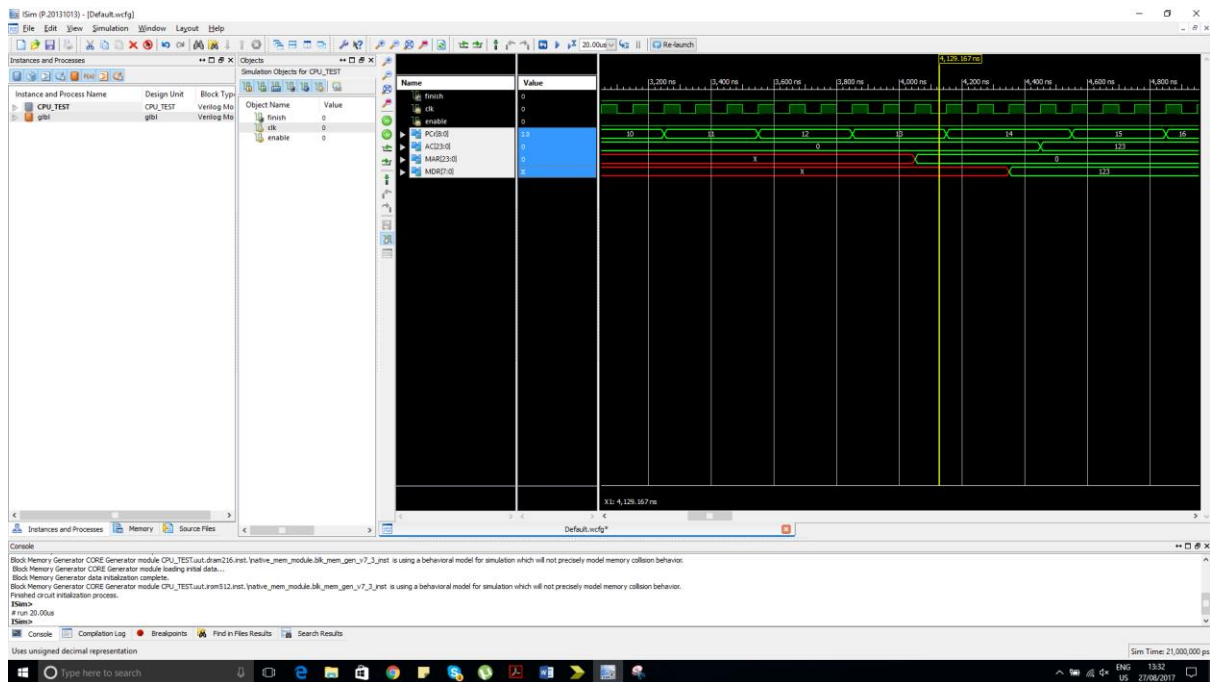 ISim (P.20131013) - [Default.wcfg]
File Edit View Simulation Window Layout Help
20.00us Re-launch
Instances and Processes
Instance and Process Name Design Unit Block Typ
CPU_TEST CPU_TEST Verilog Mo
glbl glbl Verilog Mo
Objects
Simulation Objects for CPU_TEST
Object Name Value
finish 0
clk 0
enable 0
Name Value
finish 0
clk 0
enable 0
PCr[8:0] 13
AC[23:0] 0
MAR[23:0]
MDR[7:0] X
4,129.167 ns
3,200 ns 3,400 ns 3,600 ns 3,800 ns 4,000 ns 4,200 ns 4,400 ns 4,600 ns 4,800 ns
10 11 12 13 14 15 16
0 123
X 0
X 123
X1: 4,129.167 ns
Instances and Processes Memory Source Files
Default.wcfg*
Console
Block Memory Generator CORE Generator module CPU_TEST.uut.dram216.inst.\native_mem_module.blk_mem_gen_v7_3_inst is using a behavioral model for simulation which will not precisely model memory collision behavior.
Block Memory Generator CORE Generator module loading initial data...
Block Memory Generator data initialization complete.
Block Memory Generator CORE Generator module CPU_TEST.uut.irom512.inst.\native_mem_module.blk_mem_gen_v7_3_inst is using a behavioral model for simulation which will not precisely model memory collision behavior.
Finished circuit initialization process.
ISim>
# run 20.00us
ISim>
Console Compilation Log Breakpoints Find in Files Results Search Results
Uses unsigned decimal representation
Sim Time: 21,000,000 ps
Type here to search
ENG 13:32
US 27/08/2017